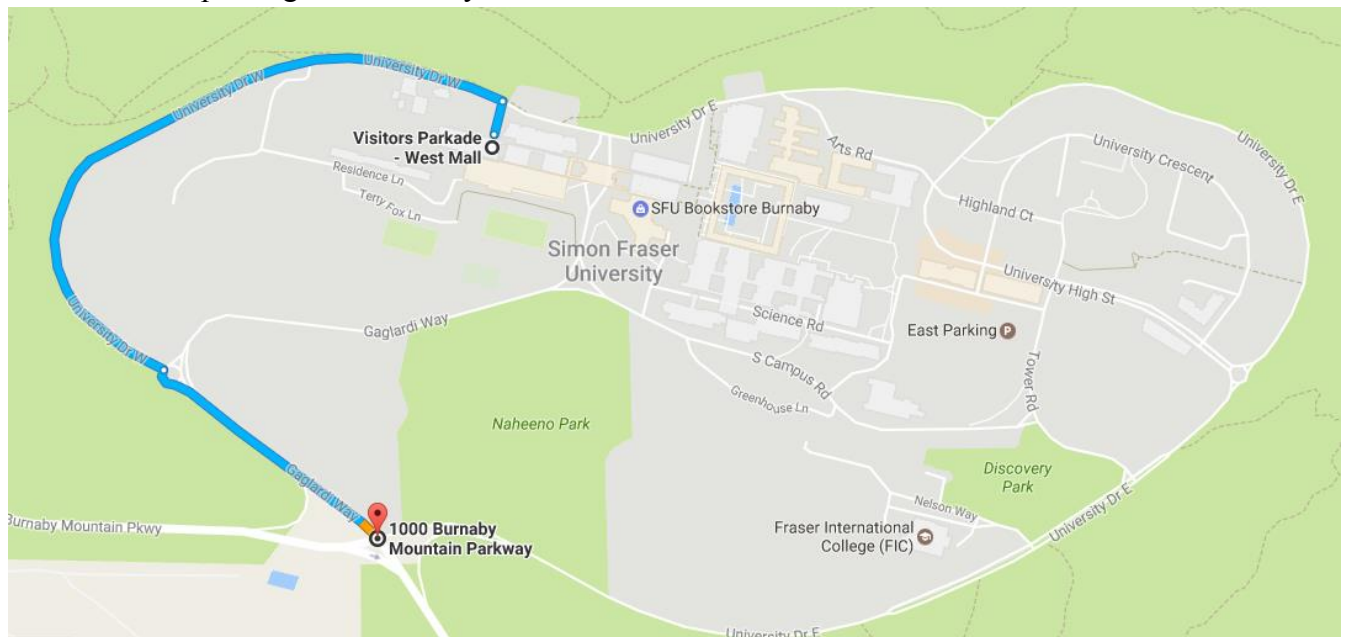 University Dr W
University Dr W
Visitors Parkade
- West Mall
University Dr E
Arts Rd
University Crescent
University Dr E
Residence Ln
Terry Fox Ln
SFU Bookstore Burnaby
Highland Ct
Simon Fraser
University
University High St
University Dr W
Gaglardi Way
Science Rd
East Parking
P
S Campus Rd
Tower Rd
Greenhouse Ln
Naheeno Park
Discovery
Park
Gaglardi Way
Nelson Way
Burnaby Mountain Pkwy
1000 Burnaby
Mountain Parkway
Fraser International
College (FIC)
University Dr E
University Dr E